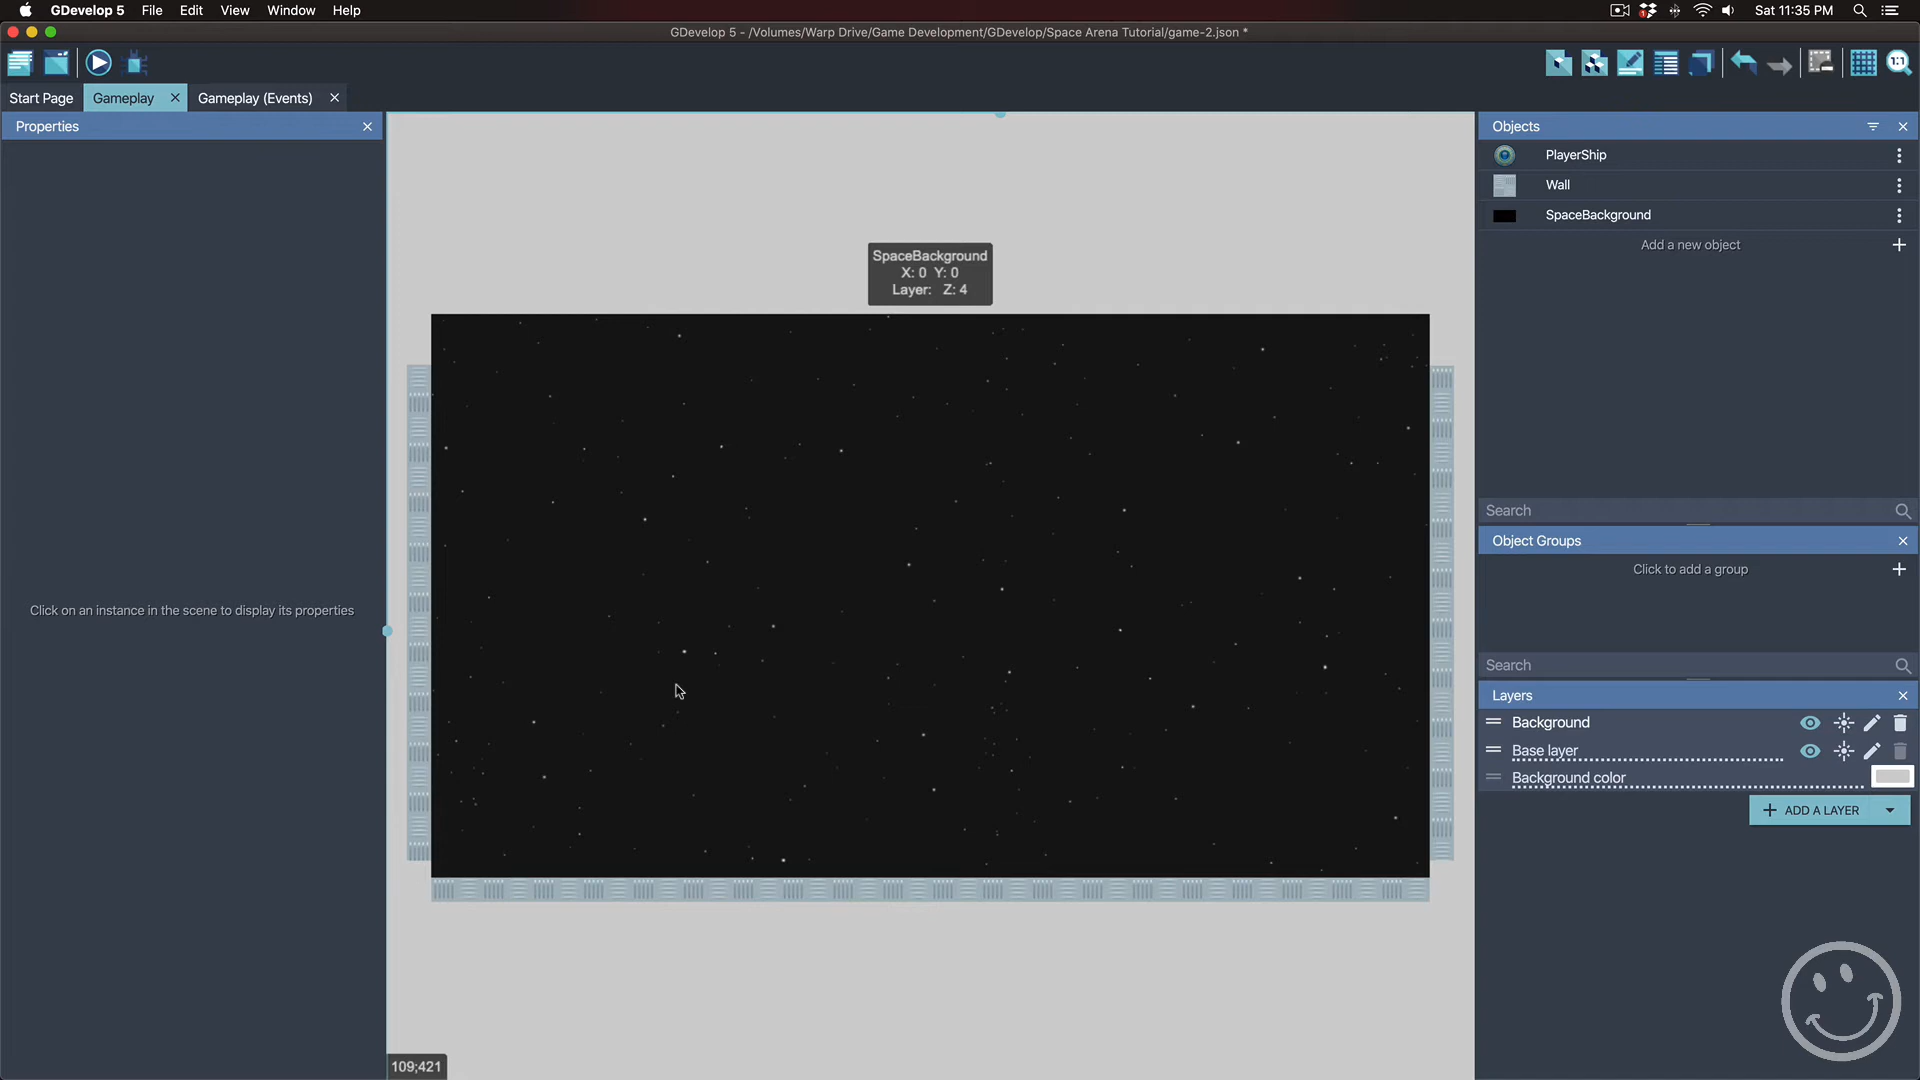 GDevelop 5 File Edit View Window Help
Sat 11:35 PM
GDevelop 5 - /Volumes/Warp Drive/Game Development/GDevelop/Space Arena Tutorial/game-2.json *
1:1
Start Page Gameplay Gameplay (Events)
Properties
Click on an instance in the scene to display its properties
SpaceBackground
X: 0 Y: 0
Layer: Z: 4
109;421
Objects
PlayerShip
Wall
SpaceBackground
Add a new object
Search
Object Groups
Click to add a group
Search
Layers
Background
Base layer
Background color
ADD A LAYER